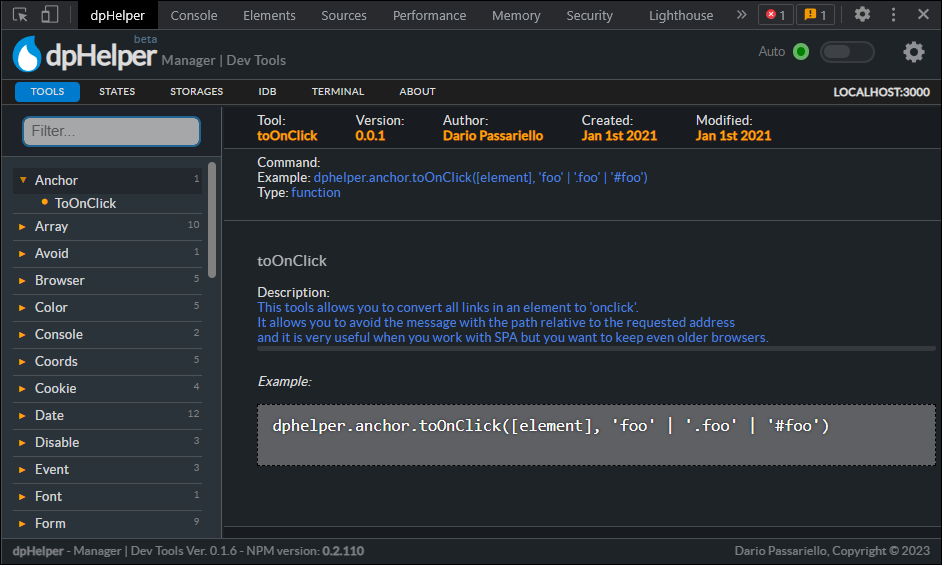 dpHelper Console Elements Sources Performance Memory Security Lighthouse » 1 1
beta
dpHelper Manager | Dev Tools Auto
TOOLS STATES STORAGES IDB TERMINAL ABOUT LOCALHOST:3000
Filter...
Tool: Version: Author: Created: Modified:
toOnClick 0.0.1 Dario Passariello Jan 1st 2021 Jan 1st 2021
Command:
Example: dphelper.anchor.toOnClick([element], 'foo' | '.foo' | '#foo')
Type: function
Anchor 1
ToOnClick
Array 10
Avoid 1
Browser 5
Color 5
Console 2
Coords 5
Cookie 4
Date 12
Disable 3
Event 3
Font 1
Form 9
toOnClick
Description:
This tools allows you to convert all links in an element to 'onclick'.
It allows you to avoid the message with the path relative to the requested address
and it is very useful when you work with SPA but you want to keep even older browsers.
Example:
dphelper.anchor.toOnClick([element], 'foo' | '.foo' | '#foo')
dpHelper - Manager | Dev Tools Ver. 0.1.6 - NPM version: 0.2.110 Dario Passariello, Copyright © 2023